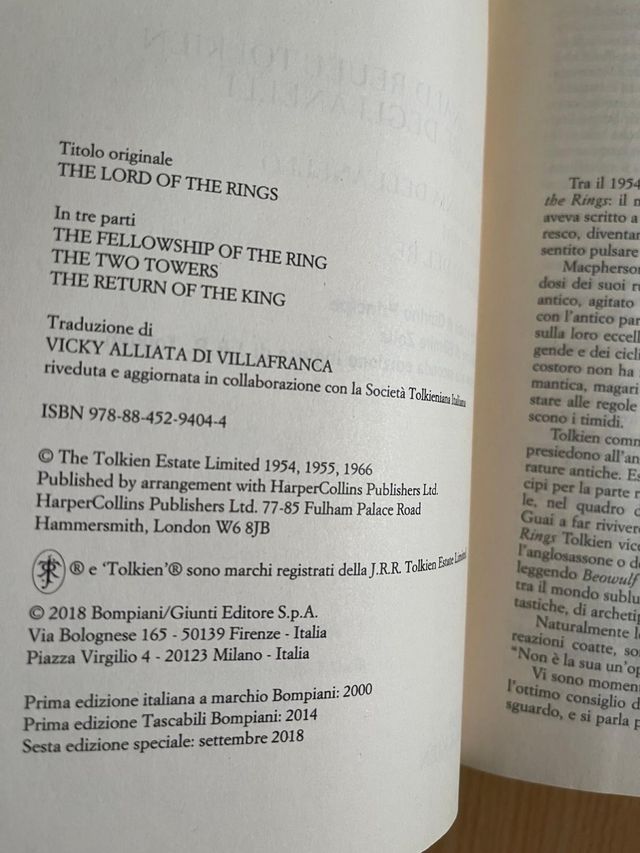 Titolo originale
THE LORD OF THE RINGS
In tre parti
THE FELLOWSHIP OF THE RING
THE TWO TOWERS
THE RETURN OF THE KING
Traduzione di
VICKY ALLIATA DI VILLAFRANCA
riveduta e aggiornata in collaborazione con la Società Tolkieniana Italiana
ISBN 978-88-452-9404-4
© The Tolkien Estate Limited 1954, 1955, 1966
Published by arrangement with HarperCollins Publishers Ltd.
HarperCollins Publishers Ltd. 77-85 Fulham Palace Road
Hammersmith, London W6 8JB
® e ‘Tolkien’® sono marchi registrati della J.R.R. Tolkien Estate Limited
© 2018 Bompiani/Giunti Editore S.p.A.
Via Bolognese 165 - 50139 Firenze - Italia
Piazza Virgilio 4 - 20123 Milano - Italia
Prima edizione italiana a marchio Bompiani: 2000
Prima edizione Tascabili Bompiani: 2014
Sesta edizione speciale: settembre 2018
Tra il 1954
the Rings: il
aveva scritto a
resco, diventar
sentito pulsare
Macpherson
dosi dei suoi
antico, agitato
con l'antico par
sulla loro eccell
gende e dei cicli
costoro non ha
mantica, magari
stare alle regole
scono i timidi.
Tolkien comm
presiedono all'an
rature antiche. Es
cipi per la parte
le, nel quadro d
Guai a far rivivere
Rings Tolkien vice
l'anglosassone o de
leggendo Beowulf
tra il mondo sublu
tastiche, di archetip
Naturalmente l
reazioni coatte, so
“Non è la sua un'op
Vi sono momen
l'ottimo consiglio d
sguardo, e si parla p